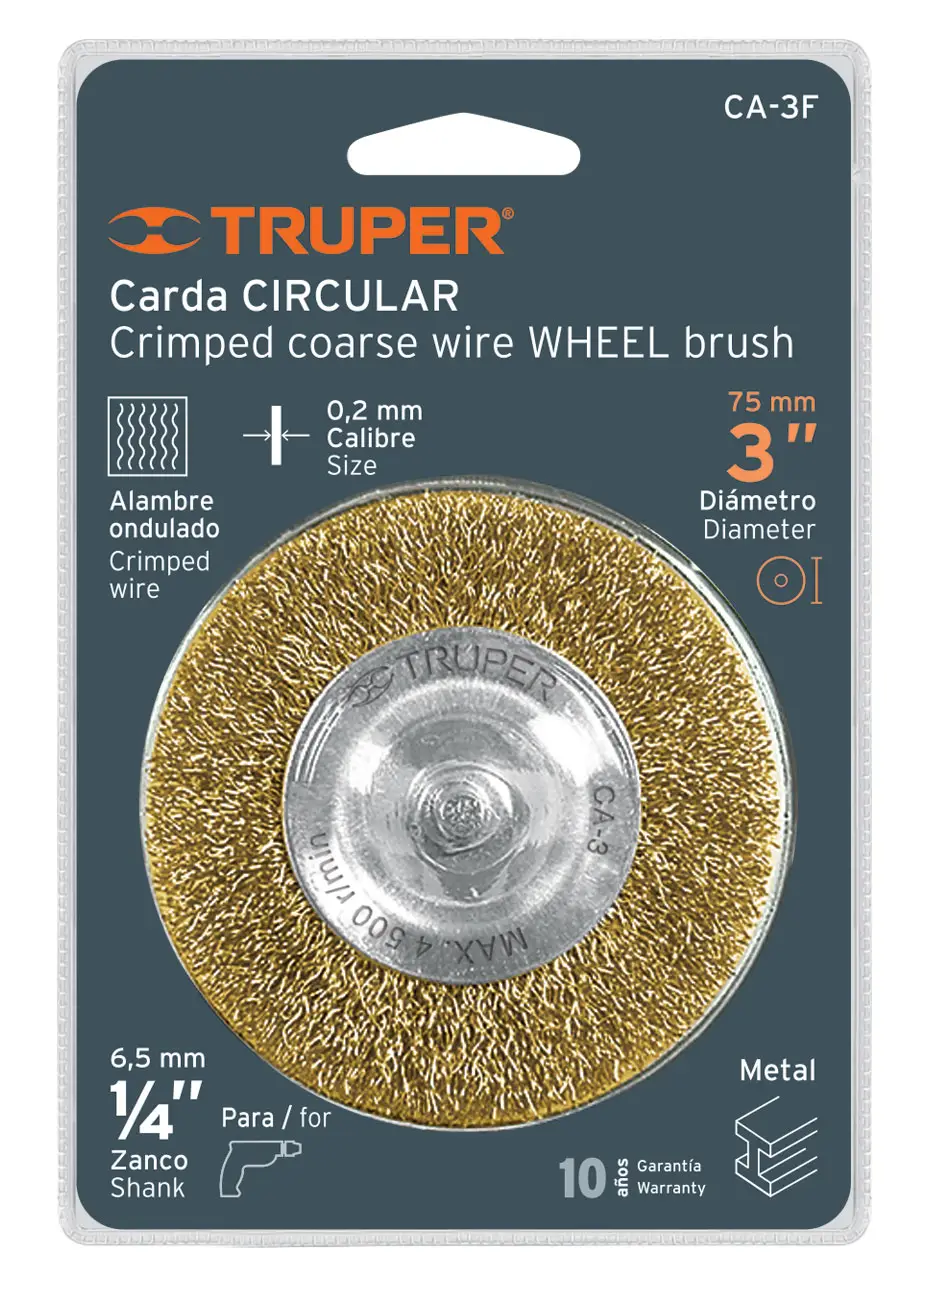 CA-3F
TRUPER®
Carda CIRCULAR
Crimped coarse wire WHEEL brush
0,2 mm
Calibre
Size
75 mm
3"
Diámetro
Diameter
Alambre
ondulado
Crimped
wire
TRUPER
CA-3
MAX. 4 500 r/min
6,5 mm
1/4"
Zanco
Shank
Para / for
10 años
Garantía
Warranty
Metal